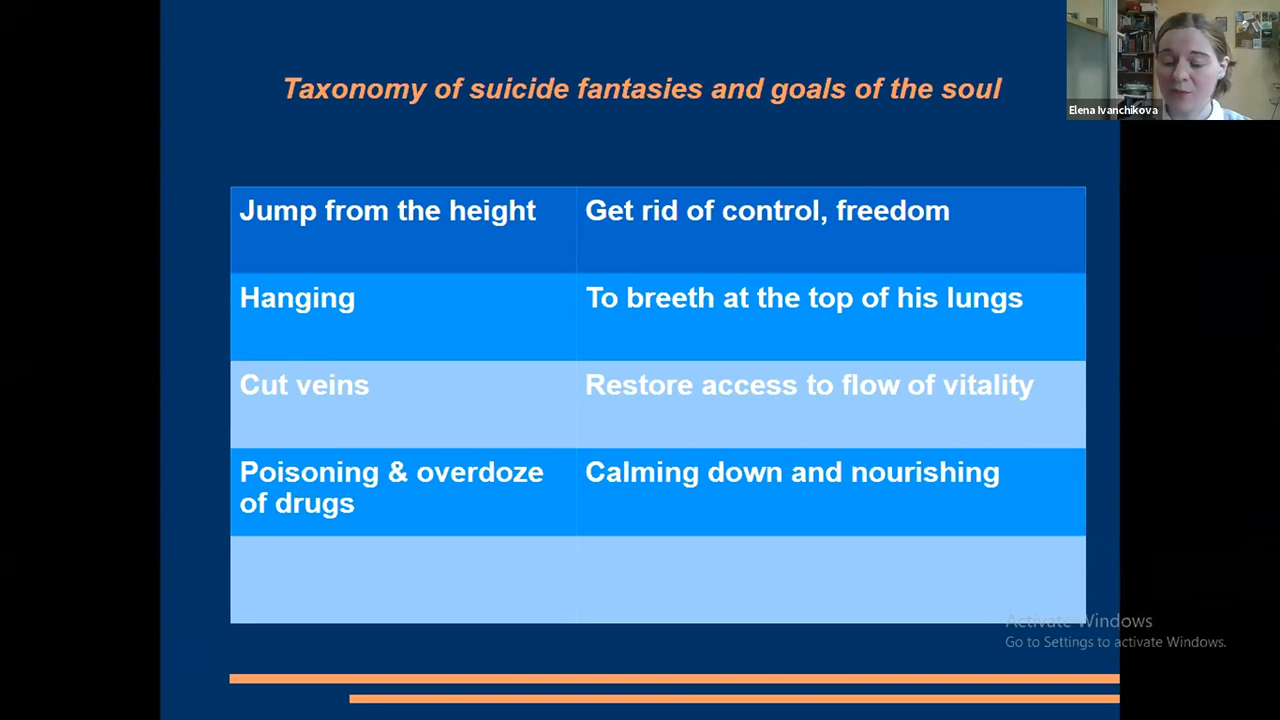 Taxonomy of suicide fantasies and goals of the soul
Elena Ivanchikova
Jump from the height
Get rid of control, freedom
Hanging
To breeth at the top of his lungs
Cut veins
Restore access to flow of vitality
Poisoning & overdoze
of drugs
Calming down and nourishing
Activate Windows
Go to Settings to activate Windows.